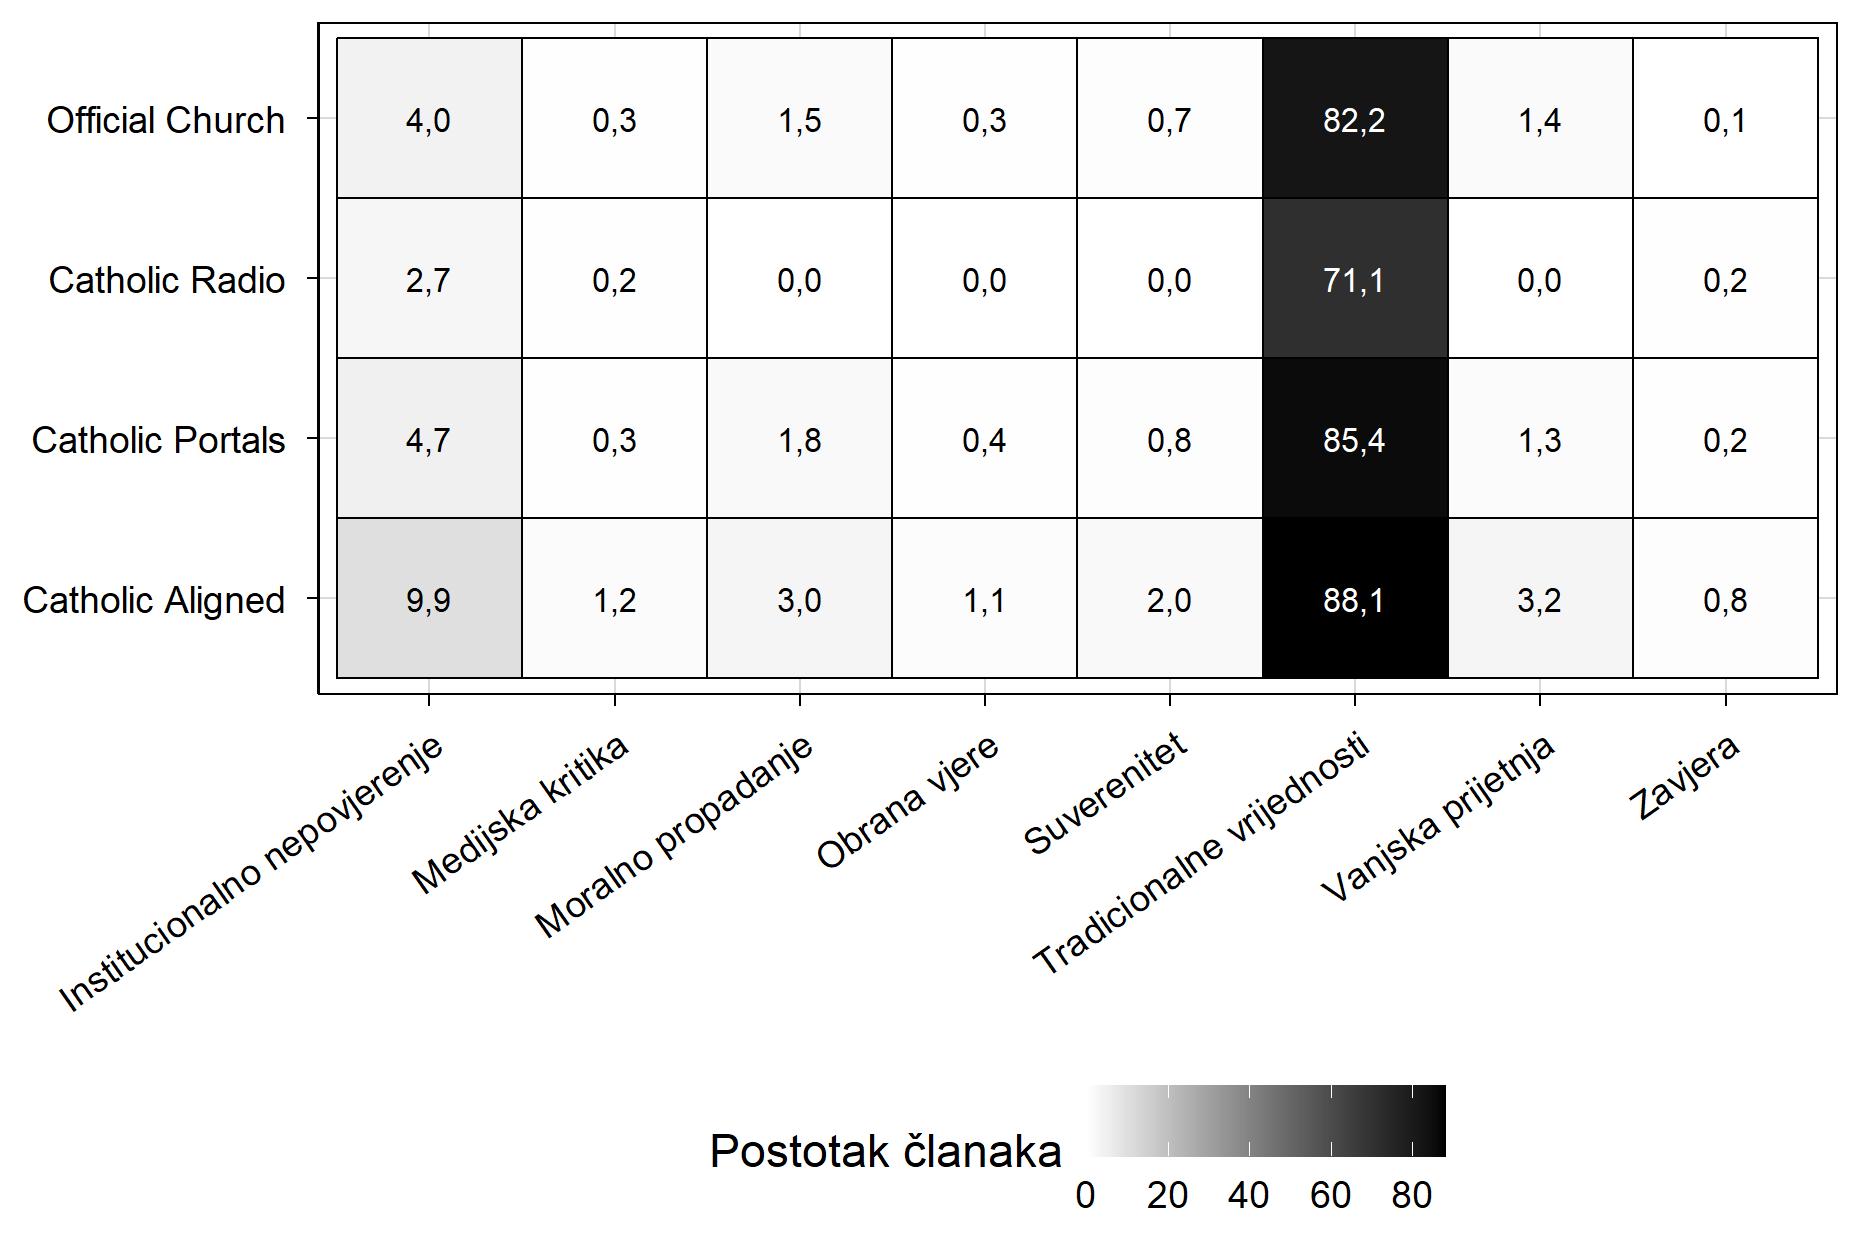 Official Church 4,0 0,3 1,5 0,3 0,7 82,2 1,4 0,1
Catholic Radio 2,7 0,2 0,0 0,0 0,0 71,1 0,0 0,2
Catholic Portals 4,7 0,3 1,8 0,4 0,8 85,4 1,3 0,2
Catholic Aligned 9,9 1,2 3,0 1,1 2,0 88,1 3,2 0,8
Institucionalno nepovjerenje
Medijska kritika
Moralno propadanje
Obrana vjere
Suverenitet
Tradicionalne vrijednosti
Vanjska prijetnja
Zavjera
Postotak članaka
0 20 40 60 80